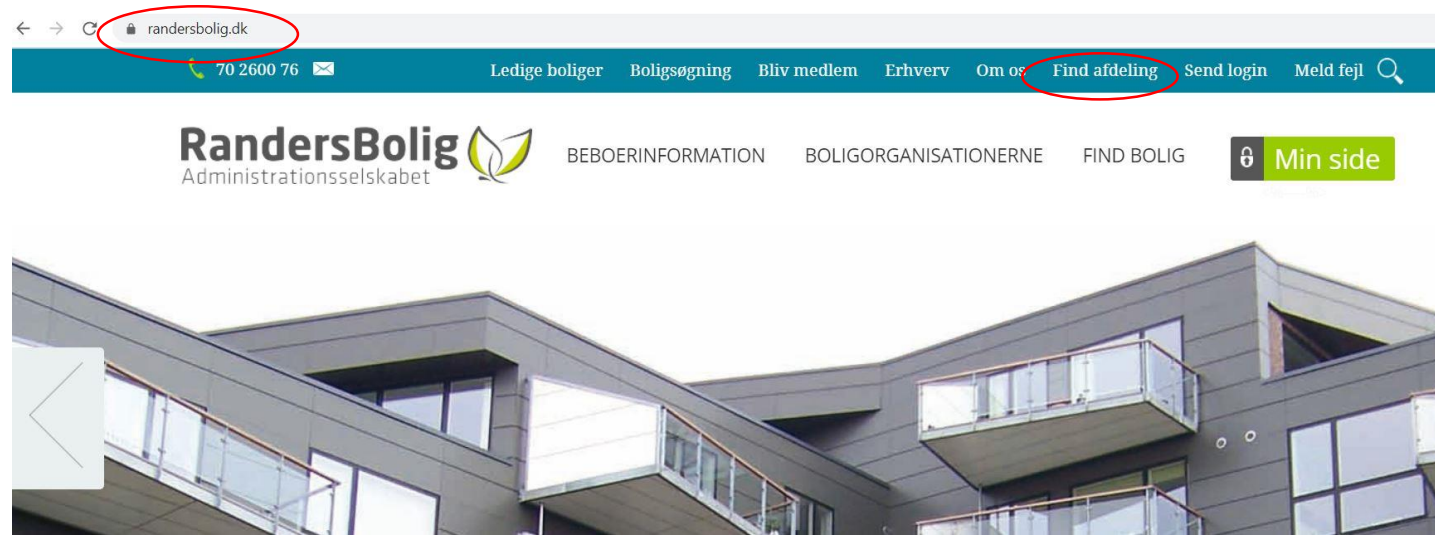 randersbolig.dk
70 2600 76 Ledige boliger Boligsøgning Bliv medlem Erhverv Om os Find afdeling Send login Meld fejl
RandersBolig
Administrationsselskabet
BEBOERINFORMATION BOLIGORGANISATIONERNE FIND BOLIG Min side